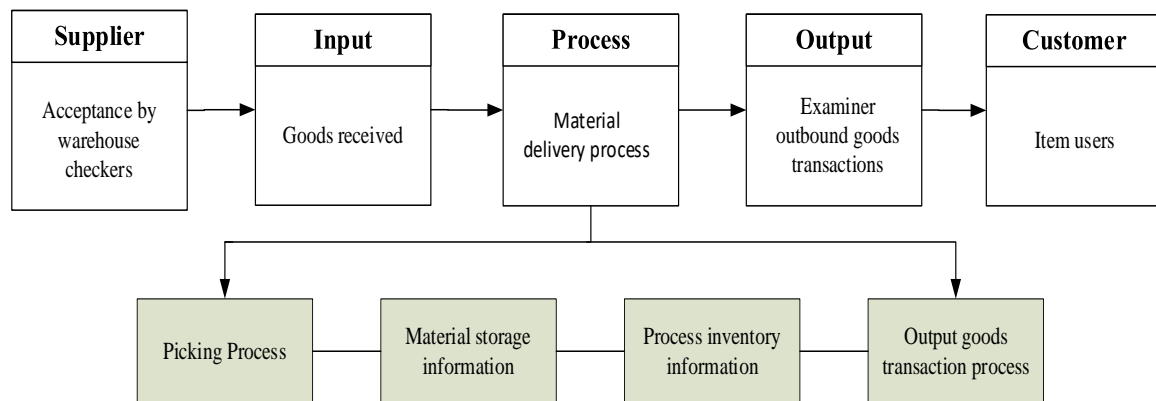 Supplier
Acceptance by
warehouse
checkers
Input
Goods received
Process
Material
delivery process
Output
Examiner
outbound goods
transactions
Customer
Item users
Picking Process
Material storage
information
Process inventory
information
Output goods
transaction process